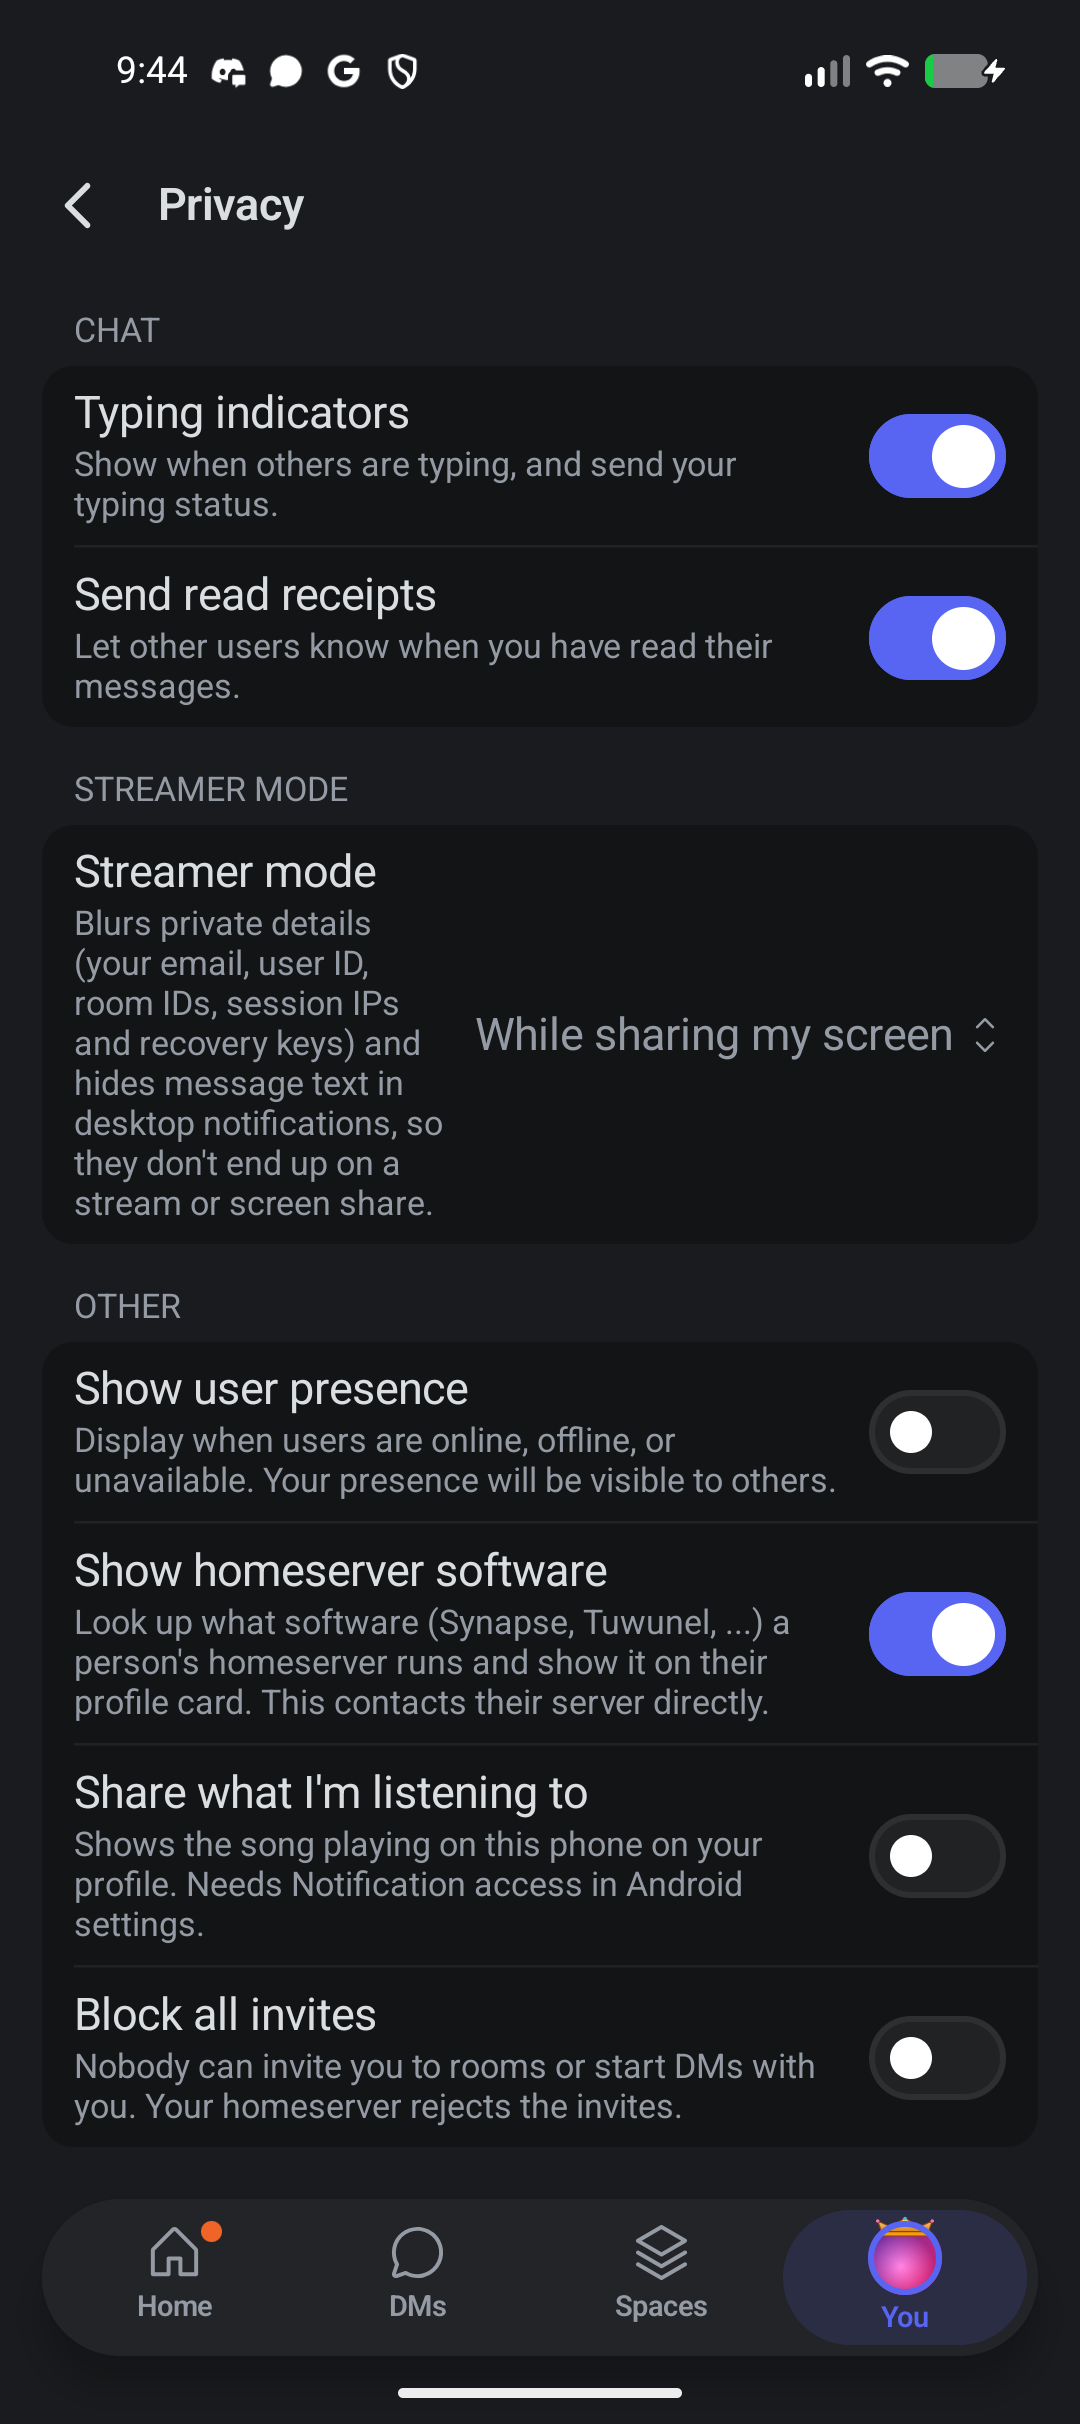 9:44
Privacy
CHAT
Typing indicators
Show when others are typing, and send your
typing status.
Send read receipts
Let other users know when you have read their
messages.
STREAMER MODE
Streamer mode
Blurs private details
(your email, user ID,
room IDs, session IPs
and recovery keys) and
hides message text in
desktop notifications, so
they don't end up on a
stream or screen share.
While sharing my screen
OTHER
Show user presence
Display when users are online, offline, or
unavailable. Your presence will be visible to others.
Show homeserver software
Look up what software (Synapse, Tuwunel, ...) a
person's homeserver runs and show it on their
profile card. This contacts their server directly.
Share what I'm listening to
Shows the song playing on this phone on your
profile. Needs Notification access in Android
settings.
Block all invites
Nobody can invite you to rooms or start DMs with
you. Your homeserver rejects the invites.
Home
DMs
Spaces
You